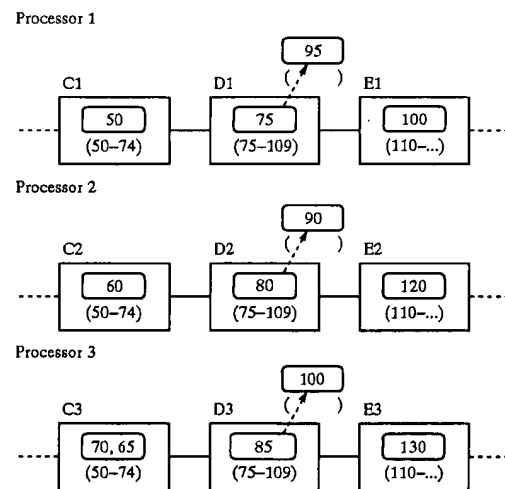 Processor 1
95
( )
C1 D1 E1
50 75 100
(50–74) (75–109) (110–...)
Processor 2
90
( )
C2 D2 E2
60 80 120
(50–74) (75–109) (110–...)
Processor 3
100
( )
C3 D3 E3
70, 65 85 130
(50–74) (75–109) (110–...)